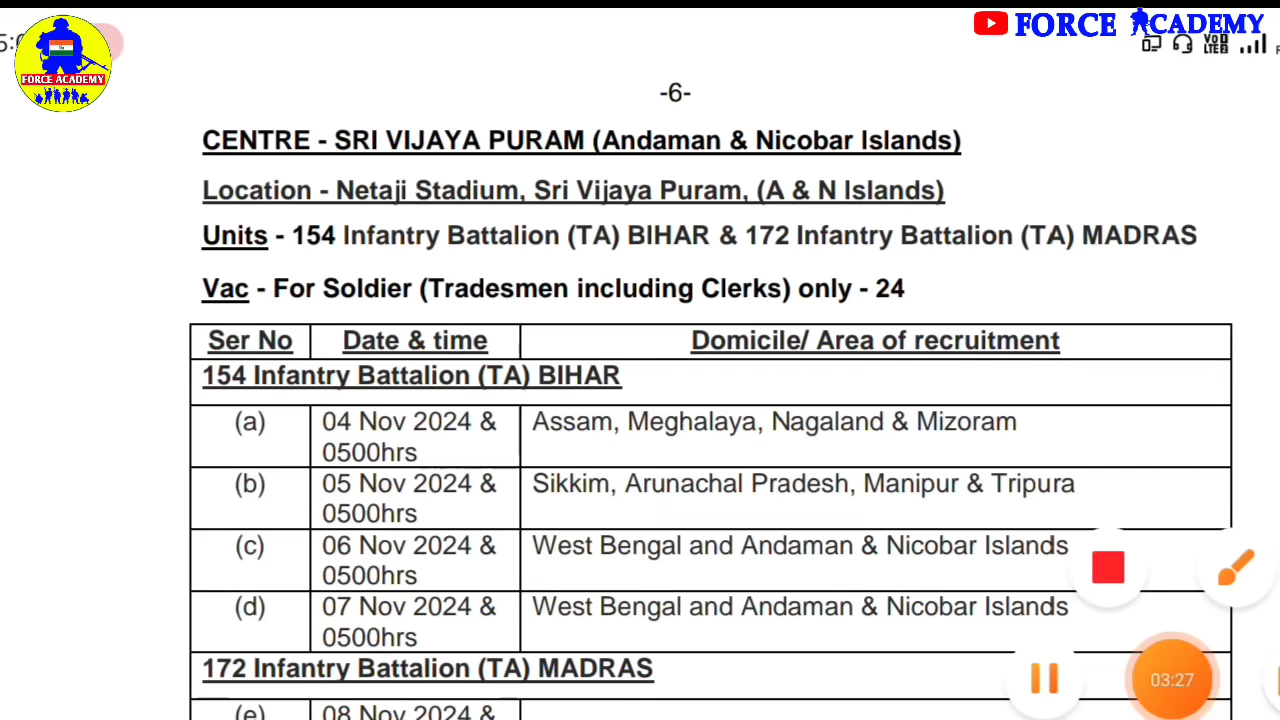 FORCE ACADEMY
FORCE ACADEMY
Vo
LTE2
-6-
CENTRE - SRI VIJAYA PURAM (Andaman & Nicobar Islands)
Location - Netaji Stadium, Sri Vijaya Puram, (A & N Islands)
Units - 154 Infantry Battalion (TA) BIHAR & 172 Infantry Battalion (TA) MADRAS
Vac - For Soldier (Tradesmen including Clerks) only - 24
Ser No Date & time Domicile/ Area of recruitment
154 Infantry Battalion (TA) BIHAR
(a) 04 Nov 2024 & Assam, Meghalaya, Nagaland & Mizoram
0500hrs
(b) 05 Nov 2024 & Sikkim, Arunachal Pradesh, Manipur & Tripura
0500hrs
(c) 06 Nov 2024 & West Bengal and Andaman & Nicobar Islands
0500hrs
(d) 07 Nov 2024 & West Bengal and Andaman & Nicobar Islands
0500hrs
172 Infantry Battalion (TA) MADRAS
(e) 08 Nov 2024 &
03:27